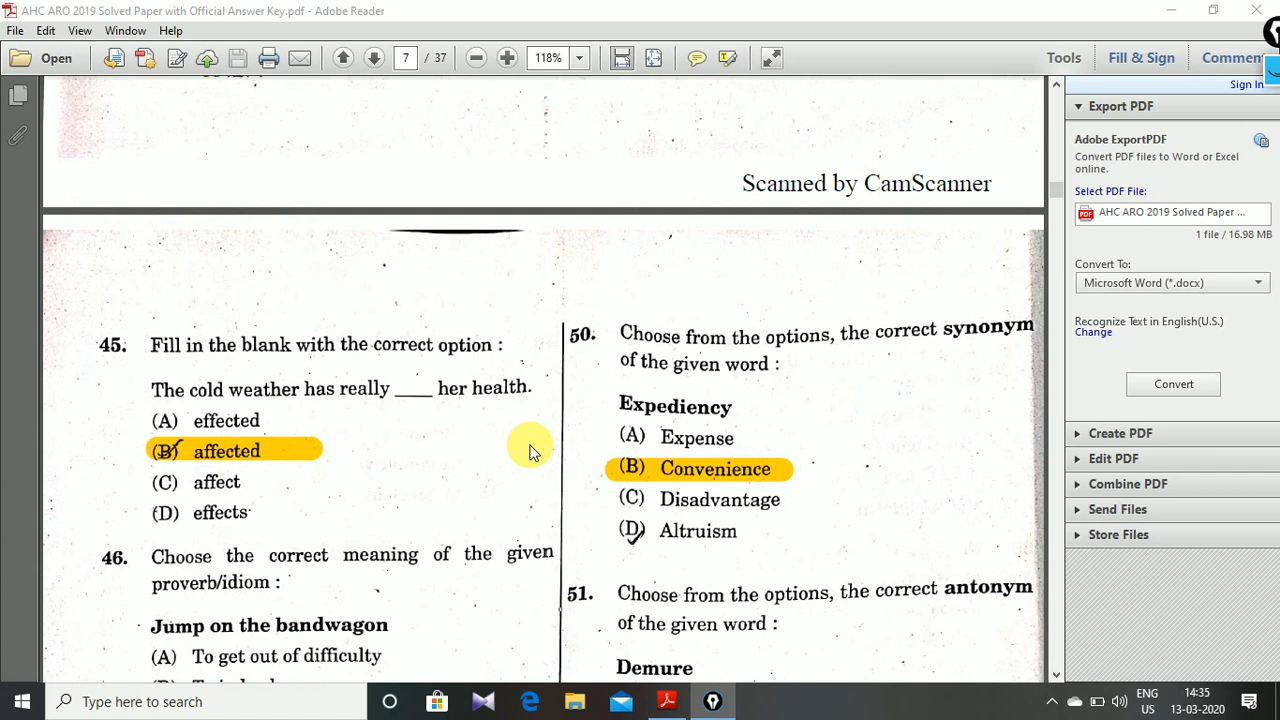 AHC ARO 2019 Solved Paper with Official Answer Key.pdf - Adobe Reader
File Edit View Window Help
Open 7 / 37 118% Tools Fill & Sign Comment
Sign In
Export PDF
Adobe ExportPDF
Convert PDF files to Word or Excel
online.
Select PDF File:
AHC ARO 2019 Solved Paper ...
1 file / 16.98 MB
Convert To:
Microsoft Word (*.docx)
Recognize Text in English(U.S.)
Change
Convert
Create PDF
Edit PDF
Combine PDF
Send Files
Store Files
Scanned by CamScanner
45. Fill in the blank with the correct option :
The cold weather has really ____ her health.
(A) effected
(B) affected
(C) affect
(D) effects
46. Choose the correct meaning of the given
proverb/idiom :
Jump on the bandwagon
(A) To get out of difficulty
50. Choose from the options, the correct synonym
of the given word :
Expediency
(A) Expense
(B) Convenience
(C) Disadvantage
(D) Altruism
51. Choose from the options, the correct antonym
of the given word :
Demure
Type here to search
ENG
US
14:35
13-03-2020